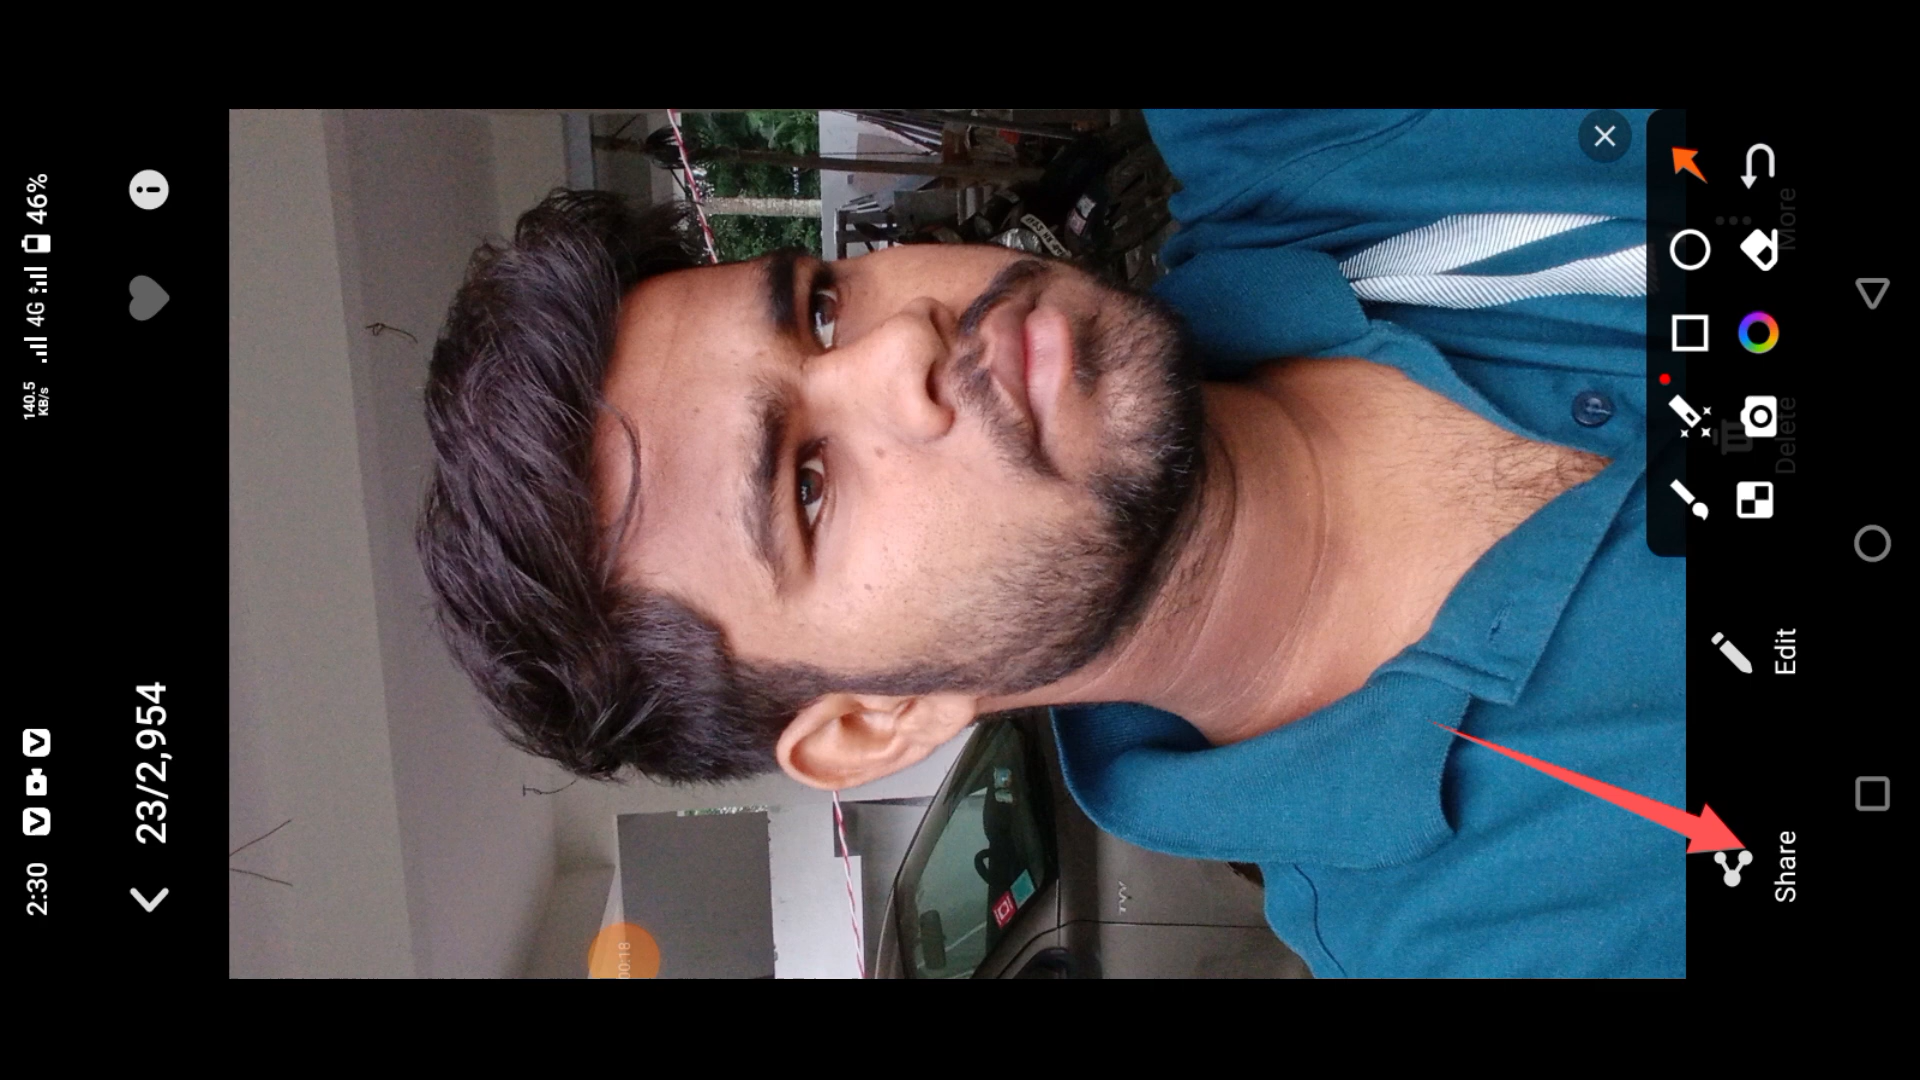 2:30
140.5
KB/s
4G
46%
23/2,954
00:18
Share
Edit
Delete
More